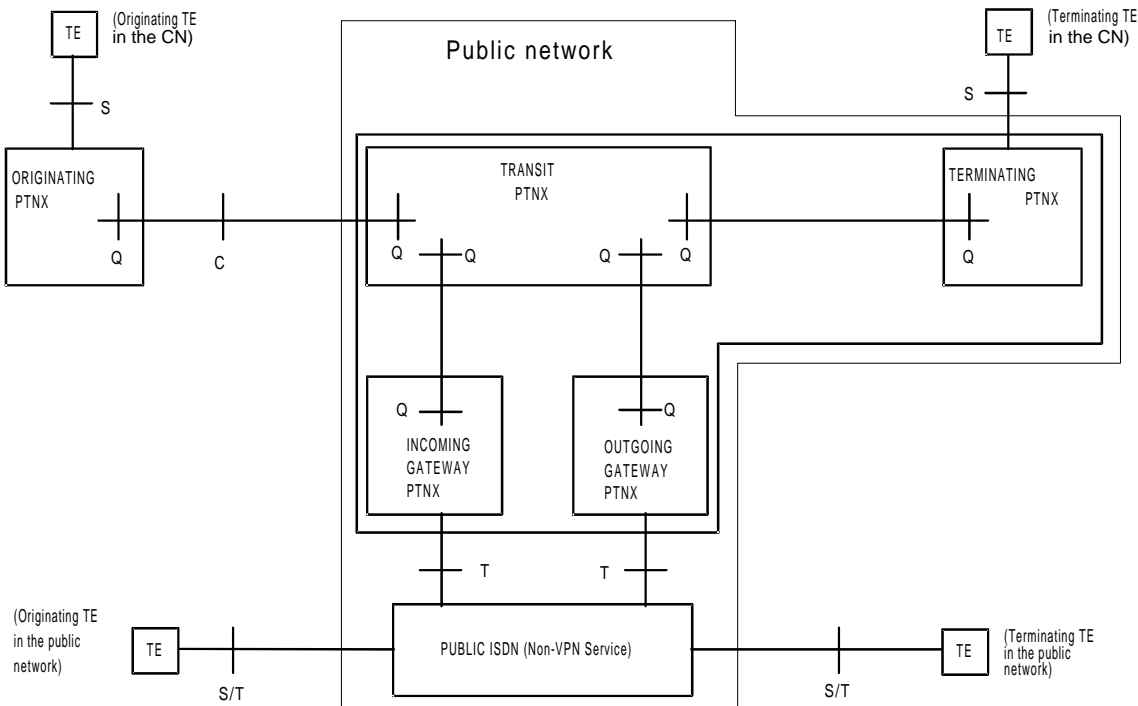 TE
(Originating TE
in the CN)
Public network
TE
(Terminating TE
in the CN)
S
S
ORIGINATING
PTNX
TRANSIT
PTNX
TERMINATING
PTNX
Q
C
Q
Q
Q
Q
Q
Q
Q
INCOMING
GATEWAY
PTNX
OUTGOING
GATEWAY
PTNX
T
T
(Originating TE
in the public
network)
TE
PUBLIC ISDN (Non-VPN Service)
TE
(Terminating TE
in the public
network)
S/T
S/T